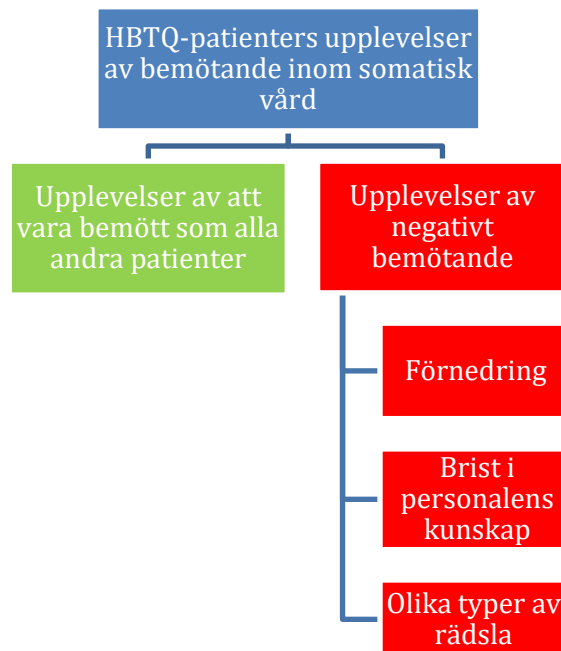 HBTQ-patienters upplevelser
av bemötande inom somatisk
vård
Upplevelser av att
vara bemött som alla
andra patienter
Upplevelser av
negativt
bemötande
Förnedring
Brist i
personalens
kunskap
Olika typer av
rädsla